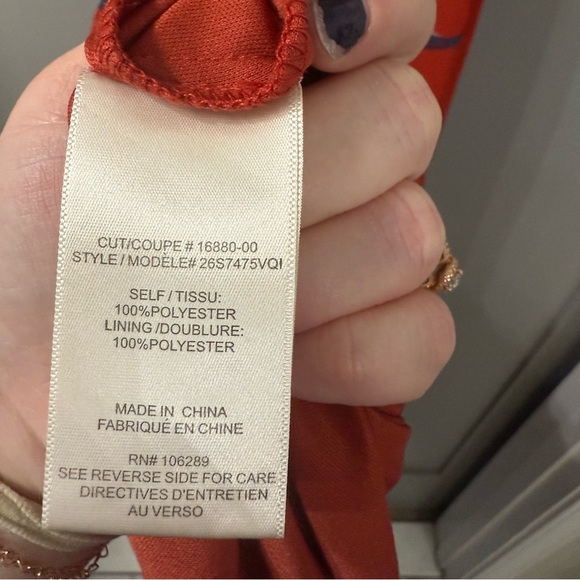 CUT/COUPE # 16880-00
STYLE / MODÈLE# 26S7475VQI
SELF / TISSU:
100%POLYESTER
LINING /DOUBLURE:
100%POLYESTER
MADE IN CHINA
FABRIQUÉ EN CHINE
RN# 106289
SEE REVERSE SIDE FOR CARE
DIRECTIVES D'ENTRETIEN
AU VERSO